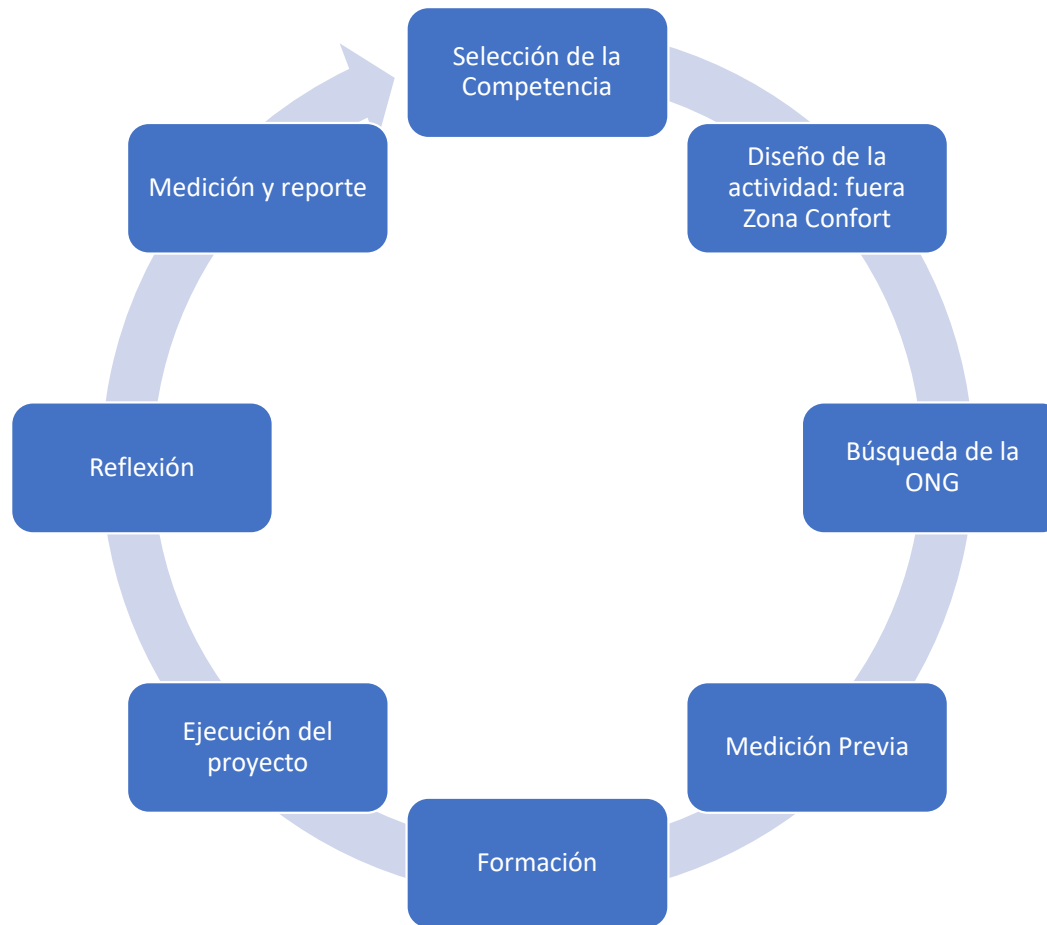 Selección de la
Competencia
Diseño de la
actividad: fuera
Zona Confort
Búsqueda de la
ONG
Medición Previa
Formación
Ejecución del
proyecto
Reflexión
Medición y reporte